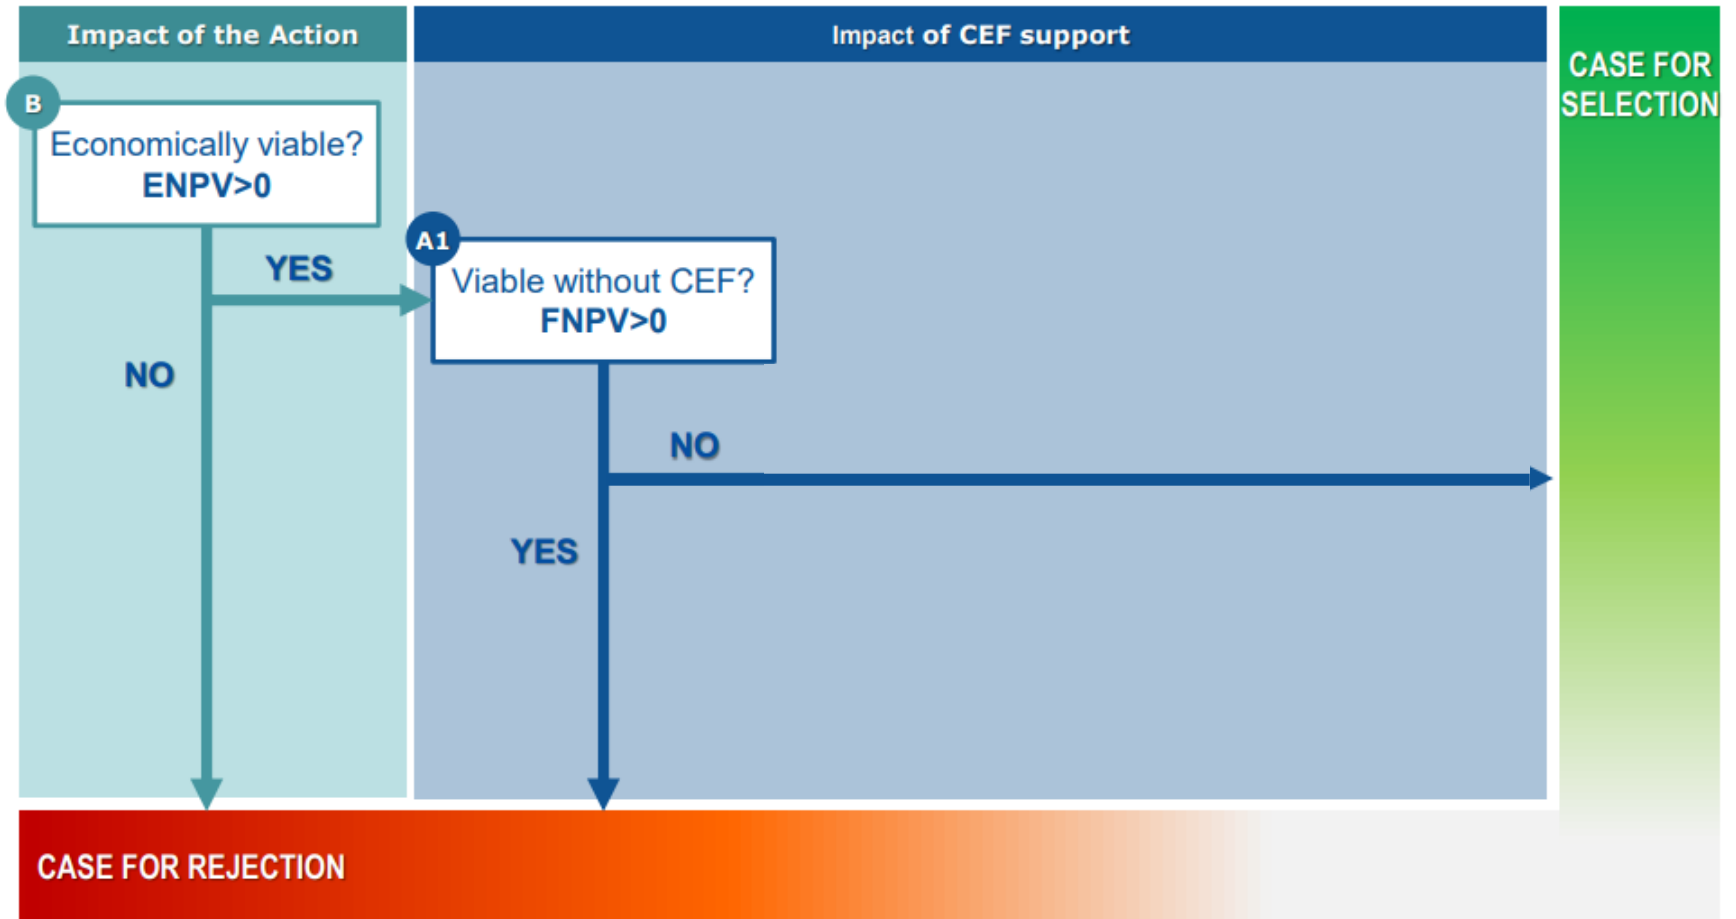 Impact of the Action
Impact of CEF support
CASE FOR
SELECTION
B
Economically viable?
ENPV>0
YES
NO
A1
Viable without CEF?
FNPV>0
NO
YES
CASE FOR REJECTION